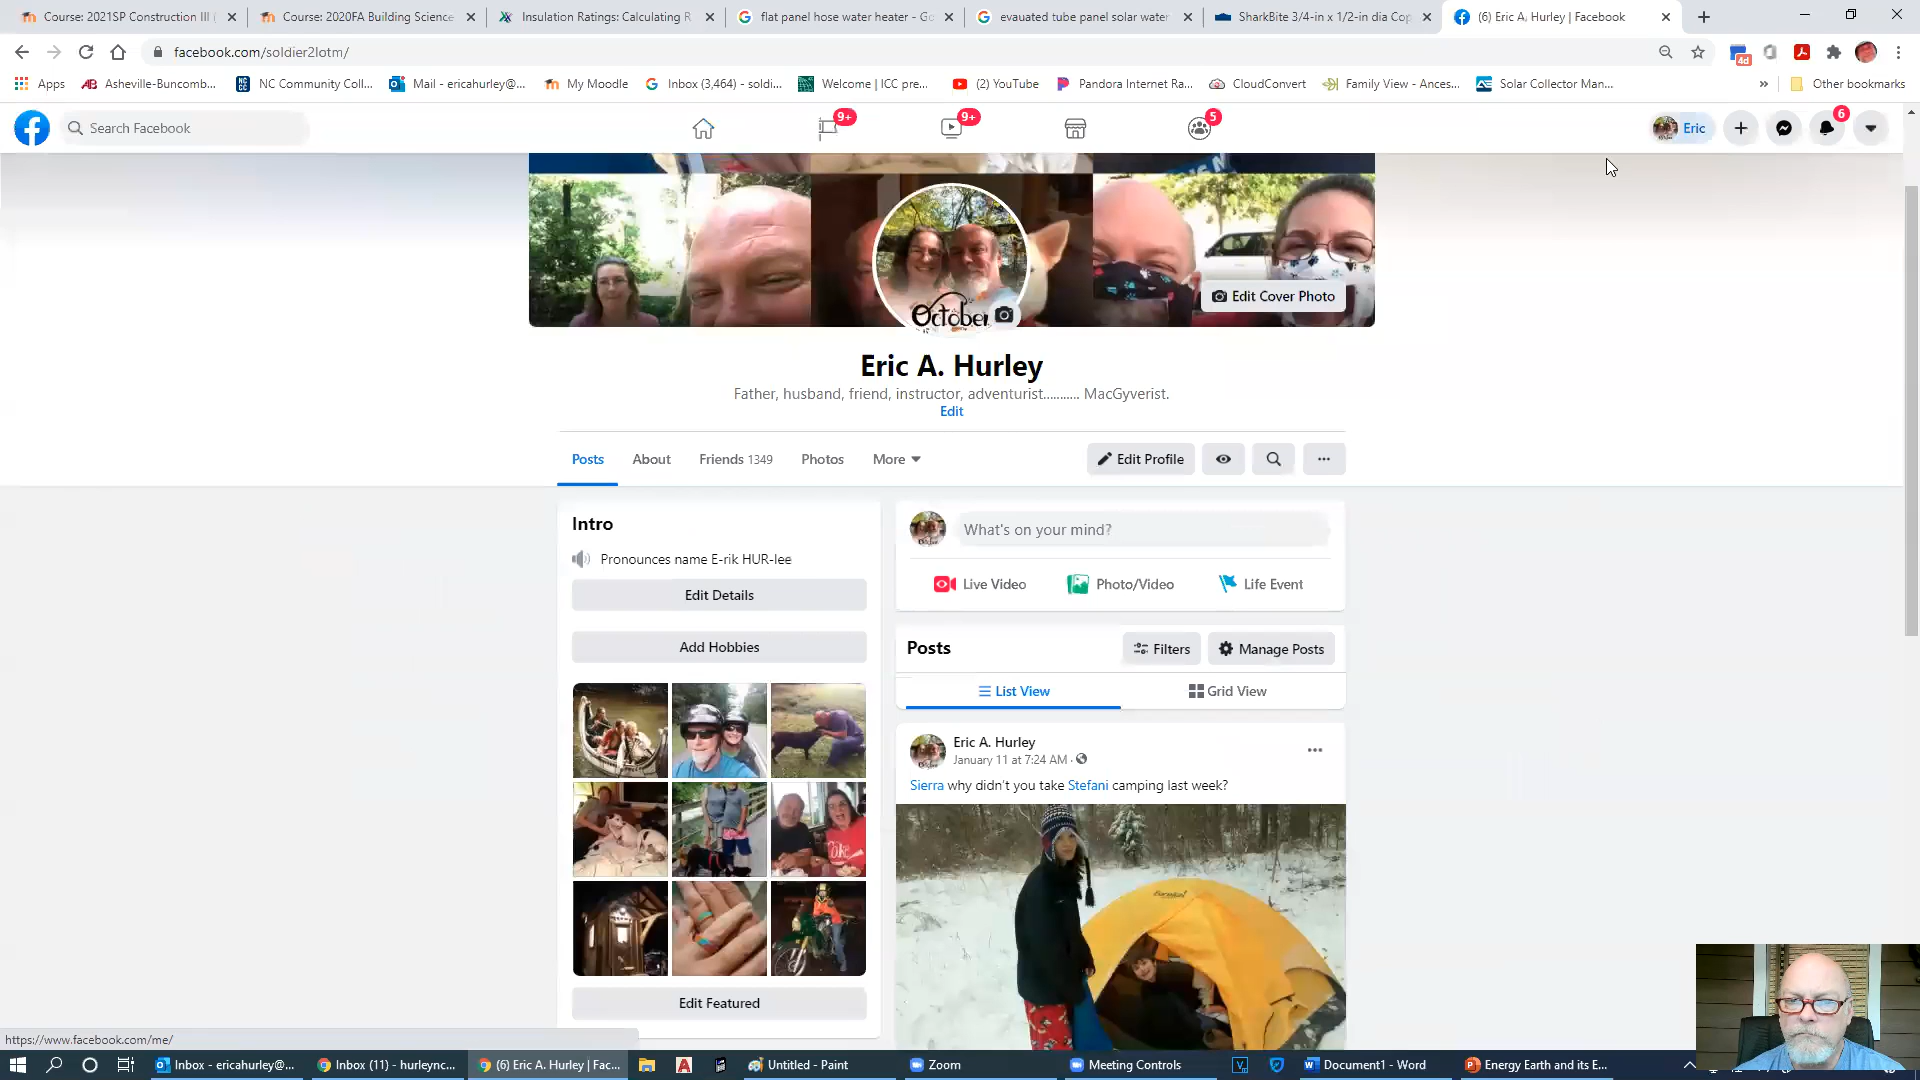 Course: 2021SP Construction III (
Course: 2020FA Building Science
Insulation Ratings: Calculating R
flat panel hose water heater - Go
evauated tube panel solar water
SharkBite 3/4-in x 1/2-in dia Cop
(6) Eric A. Hurley | Facebook
facebook.com/soldier2lotm/
4d
Apps
AB Asheville-Buncomb...
NC Community Coll...
Mail - ericahurley@...
My Moodle
Inbox (3,464) - soldi...
Welcome | ICC pre...
(2) YouTube
Pandora Internet Ra...
CloudConvert
Family View - Ances...
Solar Collector Man...
»
Other bookmarks
Search Facebook
9+
9+
5
Eric
6
October
Edit Cover Photo
Eric A. Hurley
Father, husband, friend, instructor, adventurist........... MacGyverist.
Edit
Posts
About
Friends 1349
Photos
More
Edit Profile
Intro
Pronounces name E-rik HUR-lee
Edit Details
Add Hobbies
Edit Featured
What's on your mind?
Live Video
Photo/Video
Life Event
Posts
Filters
Manage Posts
List View
Grid View
Eric A. Hurley
January 11 at 7:24 AM ·
Sierra why didn't you take Stefani camping last week?
https://www.facebook.com/me/
Inbox - ericahurley@...
Inbox (11) - hurleync...
(6) Eric A. Hurley | Fac...
Untitled - Paint
Zoom
Meeting Controls
Document1 - Word
Energy Earth and its E...